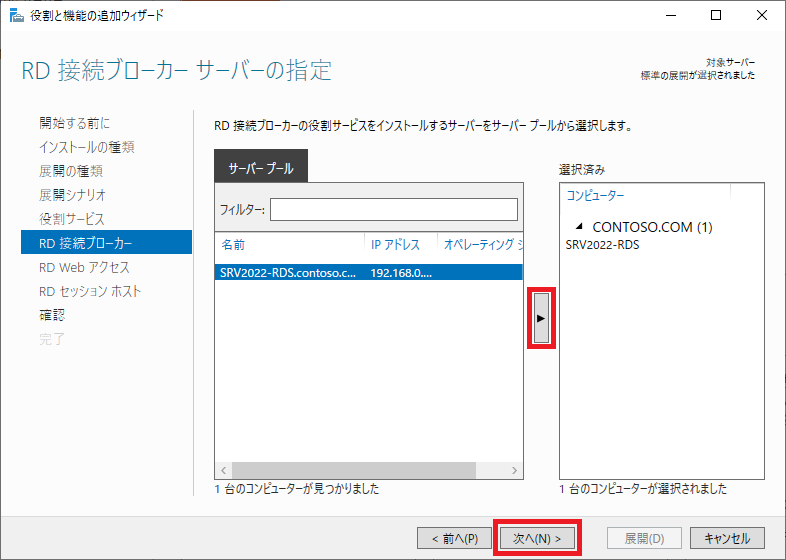 役割と機能の追加ウィザード
RD 接続ブローカー サーバーの指定
対象サーバー
標準の展開が選択されました
開始する前に
インストールの種類
展開の種類
展開シナリオ
役割サービス
RD 接続ブローカー
RD Web アクセス
RD セッション ホスト
確認
完了
RD 接続ブローカーの役割サービスをインストールするサーバーをサーバー プールから選択します。
サーバー プール
フィルター:
名前 IP アドレス オペレーティング シ
SRV2022-RDS.contoso.c... 192.168.0....
1 台のコンピューターが見つかりました
選択済み
コンピューター
CONTOSO.COM (1)
SRV2022-RDS
1 台のコンピューターが選択されました
< 前へ(P) 次へ(N) > 展開(D) キャンセル